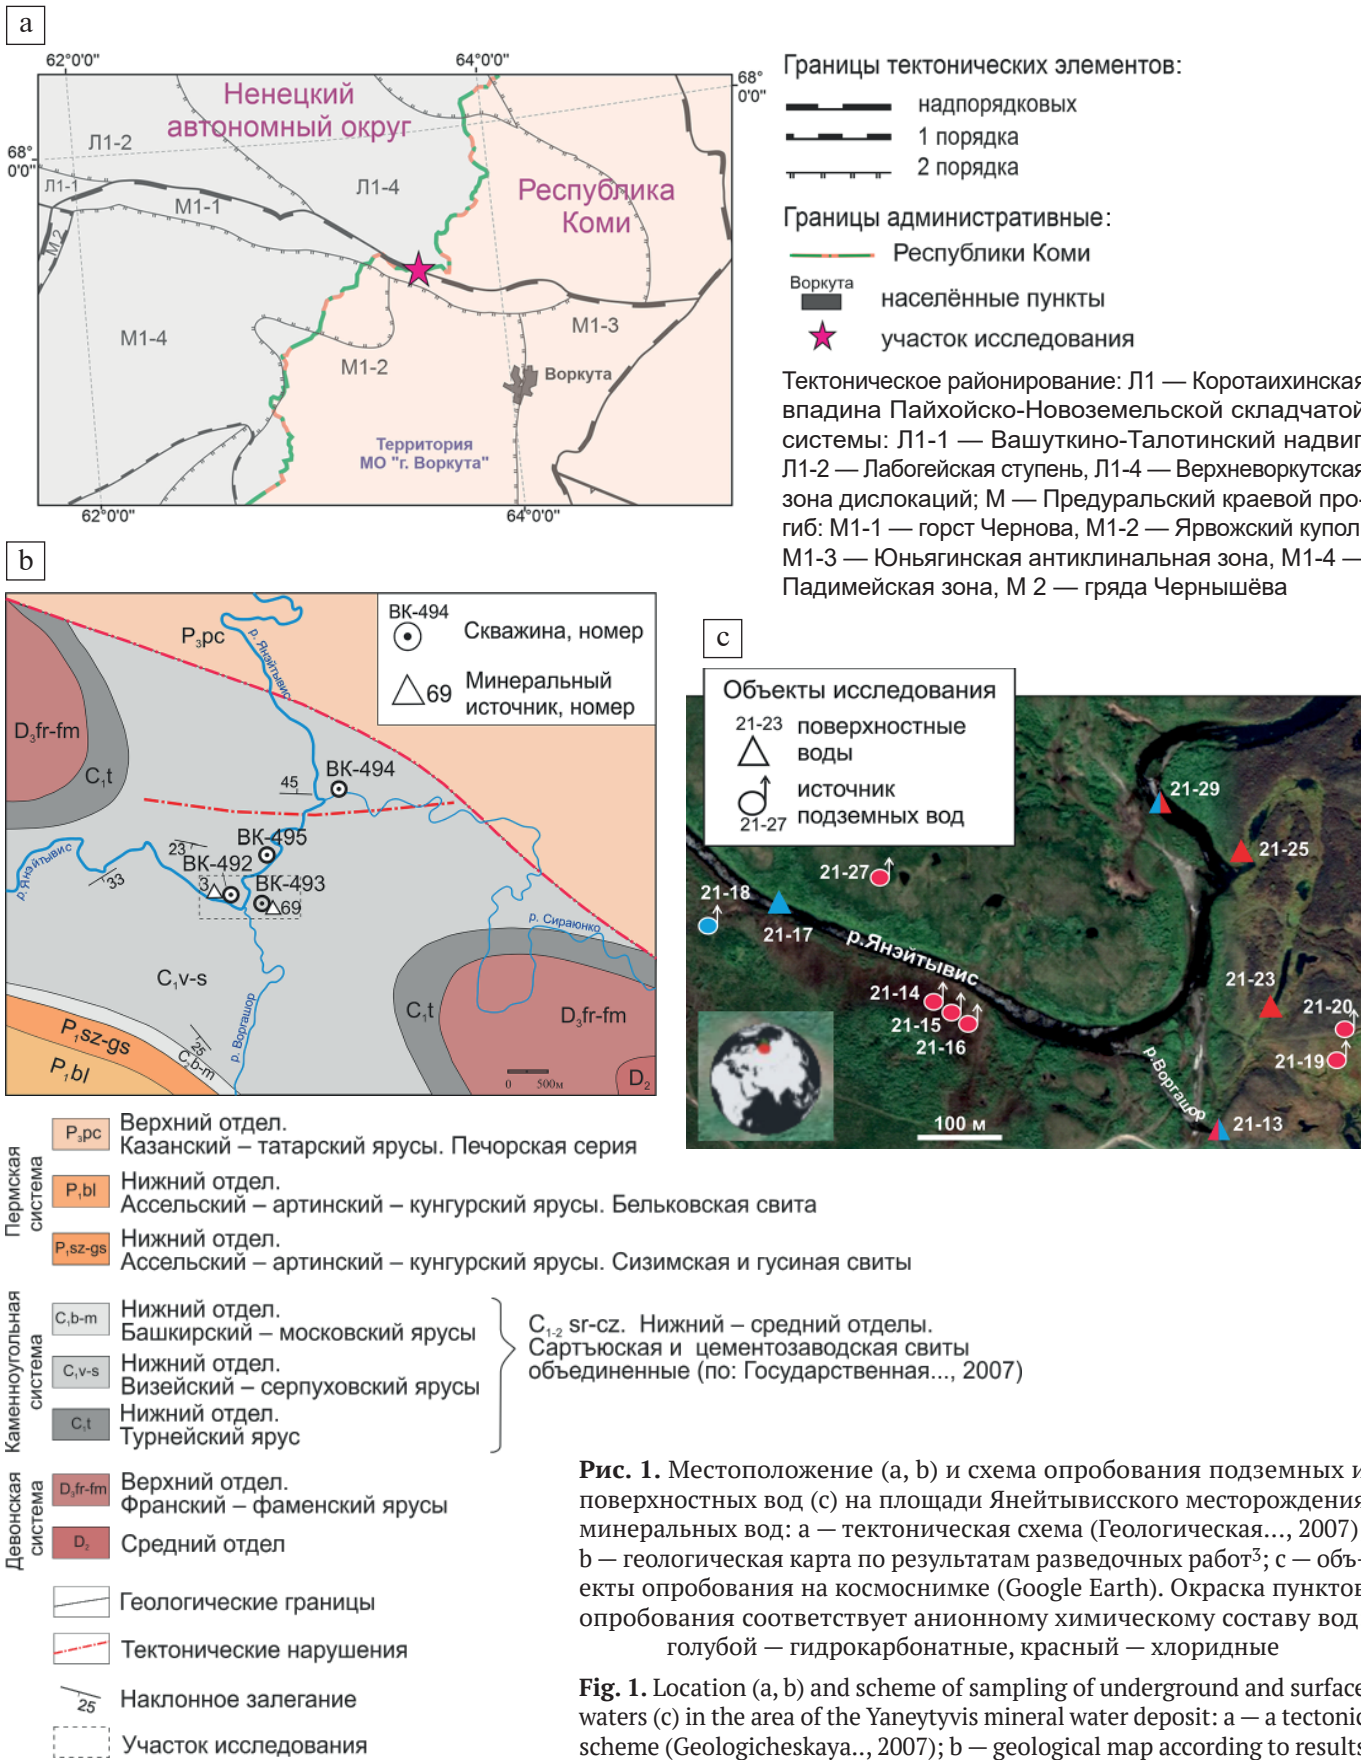 a
62°0'0"
64°0'0"
68°
0'0"
68°
0'0"
Ненецкий
автономный округ
Л1-2
Л1-1
Л1-4
М1-1
М 2
Республика
Коми
М1-4
М1-3
М1-2
Воркута
Территория
МО "г. Воркута"
62°0'0"
64°0'0"
Границы тектонических элементов:
надпорядковых
1 порядка
2 порядка
Границы административные:
Республики Коми
Воркута
населённые пункты
участок исследования
Тектоническое районирование: Л1 — Коротаихинская
впадина Пайхойско-Новоземельской складчатой
системы: Л1-1 — Вашуткино-Талотинский надвиг
Л1-2 — Лабогейская ступень, Л1-4 — Верхневоркутская
зона дислокаций; М — Предуральский краевой про-
гиб: М1-1 — горст Чернова, М1-2 — Ярвожский купол
М1-3 — Юньягинская антиклинальная зона, М1-4 —
Падимейская зона, М 2 — гряда Чернышёва
b
P₃pc
р. Янэйтывис
ВК-494
Скважина, номер
69
Минеральный
источник, номер
D₃fr-fm
C₁t
45
ВК-494
ВК-495
23
ВК-492
р. Янэйтывис
33
3
ВК-493
69
р. Сираюнко
C₁v-s
р. Воргашор
C₁t
D₃fr-fm
P₁sz-gs
25
C₂b-m
P₁bl
0 500м
D₂
c
Объекты исследования
21-23
поверхностные
воды
источник
подземных вод
21-27
21-29
21-25
21-27
21-18
21-17
р.Янэйтывис
21-14
21-15
21-16
21-23
21-20
21-19
р.Воргашор
21-13
100 м
Пермская
система
P₃pc
Верхний отдел.
Казанский – татарский ярусы. Печорская серия
P₁bl
Нижний отдел.
Ассельский – артинский – кунгурский ярусы. Бельковская свита
P₁sz-gs
Нижний отдел.
Ассельский – артинский – кунгурский ярусы. Сизимская и гусиная свиты
Каменноугольная
система
C₁b-m
Нижний отдел.
Башкирский – московский ярусы
C₁v-s
Нижний отдел.
Визейский – серпуховский ярусы
C₁t
Нижний отдел.
Турнейский ярус
C₁₋₂ sr-cz. Нижний – средний отделы.
Сартъюская и цементозаводская свиты
объединенные (по: Государственная..., 2007)
Девонская
система
D₃fr-fm
Верхний отдел.
Франский – фаменский ярусы
D₂
Средний отдел
Геологические границы
Тектонические нарушения
25
Наклонное залегание
Участок исследования
Рис. 1. Местоположение (a, b) и схема опробования подземных и
поверхностных вод (c) на площади Янейтывисского месторождения
минеральных вод: a — тектоническая схема (Геологическая..., 2007)
b — геологическая карта по результатам разведочных работ³; c — объ-
екты опробования на космоснимке (Google Earth). Окраска пунктов
опробования соответствует анионному химическому составу вод
голубой — гидрокарбонатные, красный — хлоридные
Fig. 1. Location (a, b) and scheme of sampling of underground and surface
waters (c) in the area of the Yaneytyvis mineral water deposit: a — a tectonic
scheme (Geologicheskaya.., 2007); b — geological map according to results